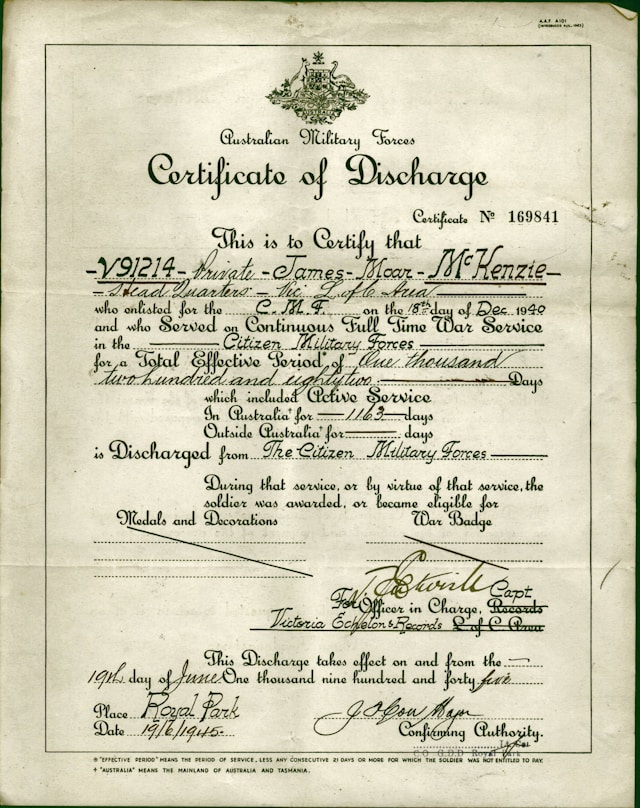 A.A.F. A101
Australian Military Forces
Certificate of Discharge
Certificate Nº 169841
This is to Certify that
-V91214- Private - James - Moar - McKenzie -
- Head Quarters - Vic L of C Area
who enlisted for the C.M.F. on the 18th day of Dec 1940
and who Served on Continuous Full Time War Service
in the Citizen Military Forces
for a Total Effective Period* of One thousand
two hundred and eighty two Days
which included Active Service
In Australia† for 1163 days
Outside Australia† for days
is Discharged from The Citizen Military Forces
During that service, or by virtue of that service, the
soldier was awarded, or became eligible for
Medals and Decorations War Badge
Capt
For Officer in Charge, Records
Victoria Echelon & Records L of C Area
This Discharge takes effect on and from the
19th day of June One thousand nine hundred and forty five
Place Royal Park
Date 19/6/1945. Major
Confirming Authority.
CO G.D.D Royal Park
* "EFFECTIVE PERIOD" MEANS THE PERIOD OF SERVICE, LESS ANY CONSECUTIVE 21 DAYS OR MORE FOR WHICH THE SOLDIER WAS NOT ENTITLED TO PAY.
† "AUSTRALIA" MEANS THE MAINLAND OF AUSTRALIA AND TASMANIA.